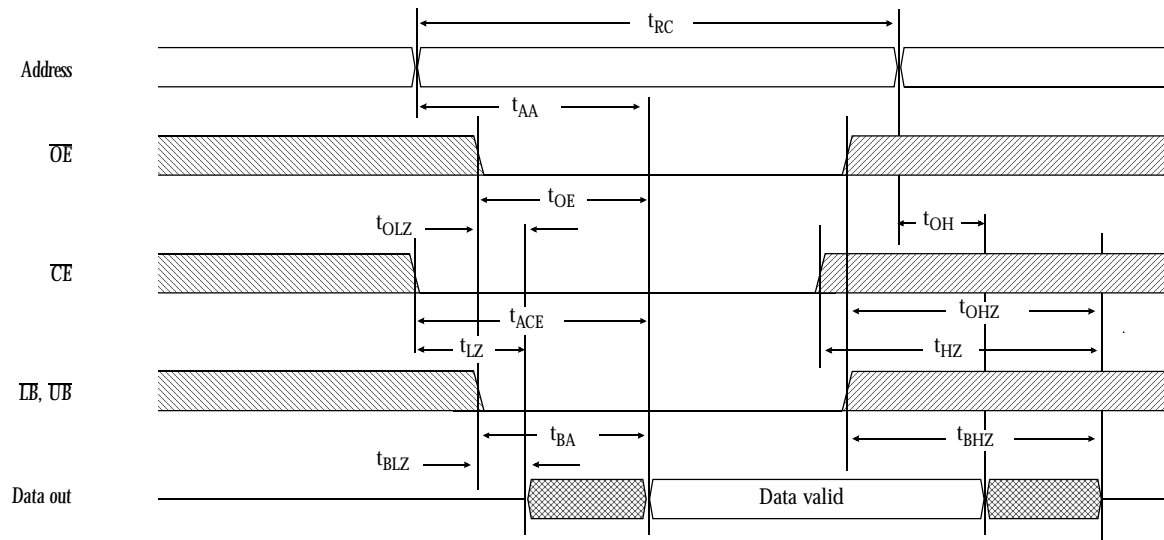 tRC
Address
tAA
OE
tOE
tOLZ
tOH
CE
tACE
tOHZ
tLZ
tHZ
LB, UB
tBA
tBHZ
tBLZ
Data out
Data valid